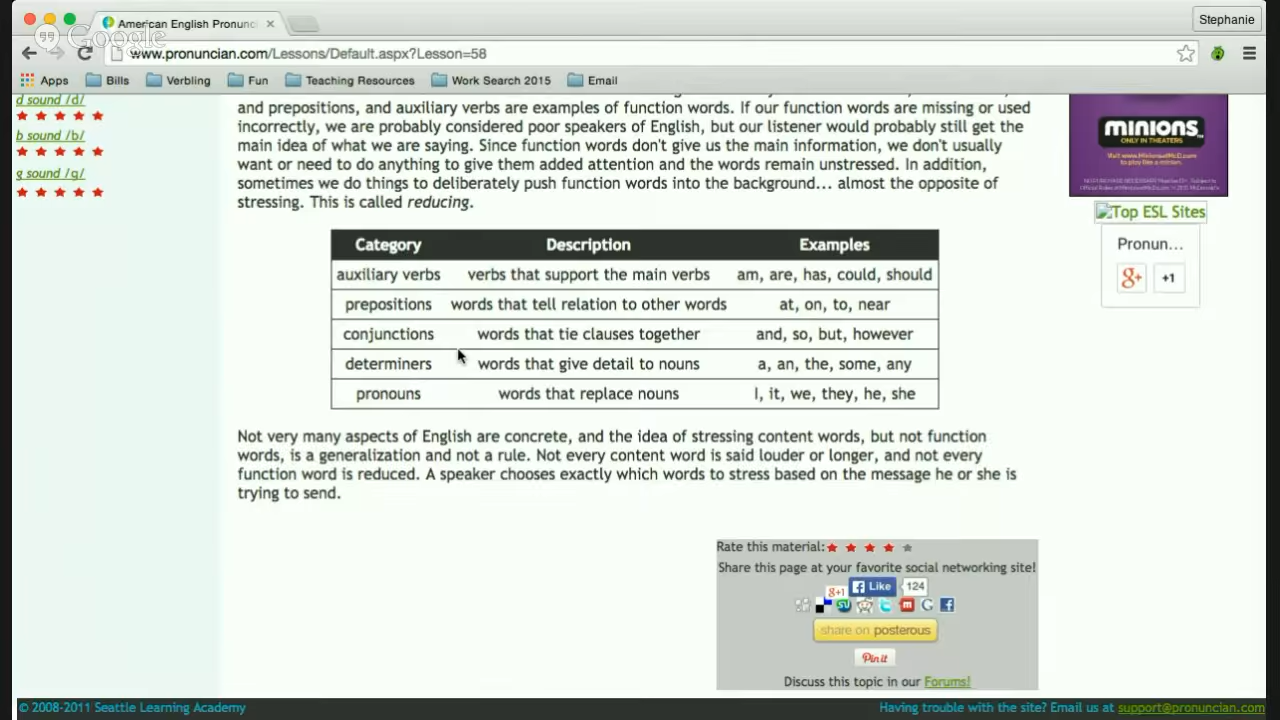 American English Pronunc
Stephanie
Google
www.pronuncian.com/Lessons/Default.aspx?Lesson=58
Apps Bills Verbling Fun Teaching Resources Work Search 2015 Email
d sound /d/
b sound /b/
g sound /g/
and prepositions, and auxiliary verbs are examples of function words. If our function words are missing or used
incorrectly, we are probably considered poor speakers of English, but our listener would probably still get the
main idea of what we are saying. Since function words don't give us the main information, we don't usually
want or need to do anything to give them added attention and the words remain unstressed. In addition,
sometimes we do things to deliberately push function words into the background... almost the opposite of
stressing. This is called reducing.
Category Description Examples
auxiliary verbs verbs that support the main verbs am, are, has, could, should
prepositions words that tell relation to other words at, on, to, near
conjunctions words that tie clauses together and, so, but, however
determiners words that give detail to nouns a, an, the, some, any
pronouns words that replace nouns I, it, we, they, he, she
Not very many aspects of English are concrete, and the idea of stressing content words, but not function
words, is a generalization and not a rule. Not every content word is said louder or longer, and not every
function word is reduced. A speaker chooses exactly which words to stress based on the message he or she is
trying to send.
MINIONS
ONLY IN THEATERS
Top ESL Sites
Pronun...
g+ +1
Rate this material:
Share this page at your favorite social networking site!
g+1 Like 124
share on posterous
Pin it
Discuss this topic in our Forums!
© 2008-2011 Seattle Learning Academy
Having trouble with the site? Email us at support@pronuncian.com